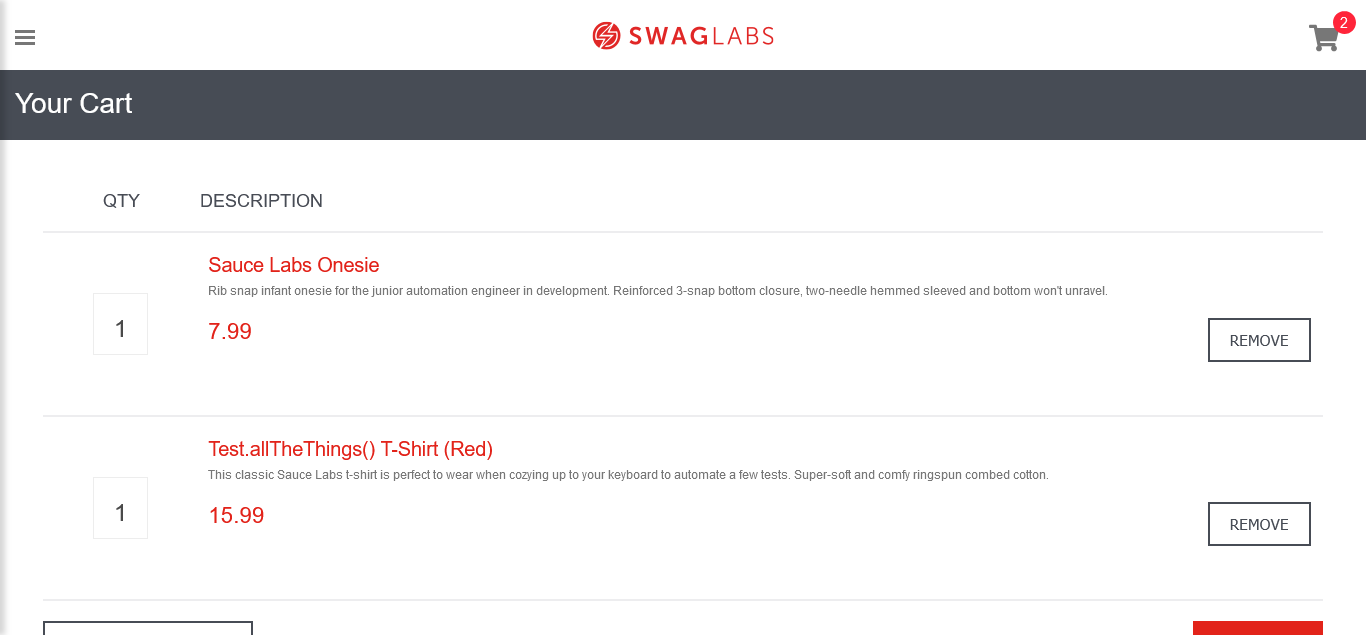 SWAGLABS
2
Your Cart
QTY DESCRIPTION
Sauce Labs Onesie
Rib snap infant onesie for the junior automation engineer in development. Reinforced 3-snap bottom closure, two-needle hemmed sleeved and bottom won't unravel.
1
7.99
REMOVE
Test.allTheThings() T-Shirt (Red)
This classic Sauce Labs t-shirt is perfect to wear when cozying up to your keyboard to automate a few tests. Super-soft and comfy ringspun combed cotton.
1
15.99
REMOVE